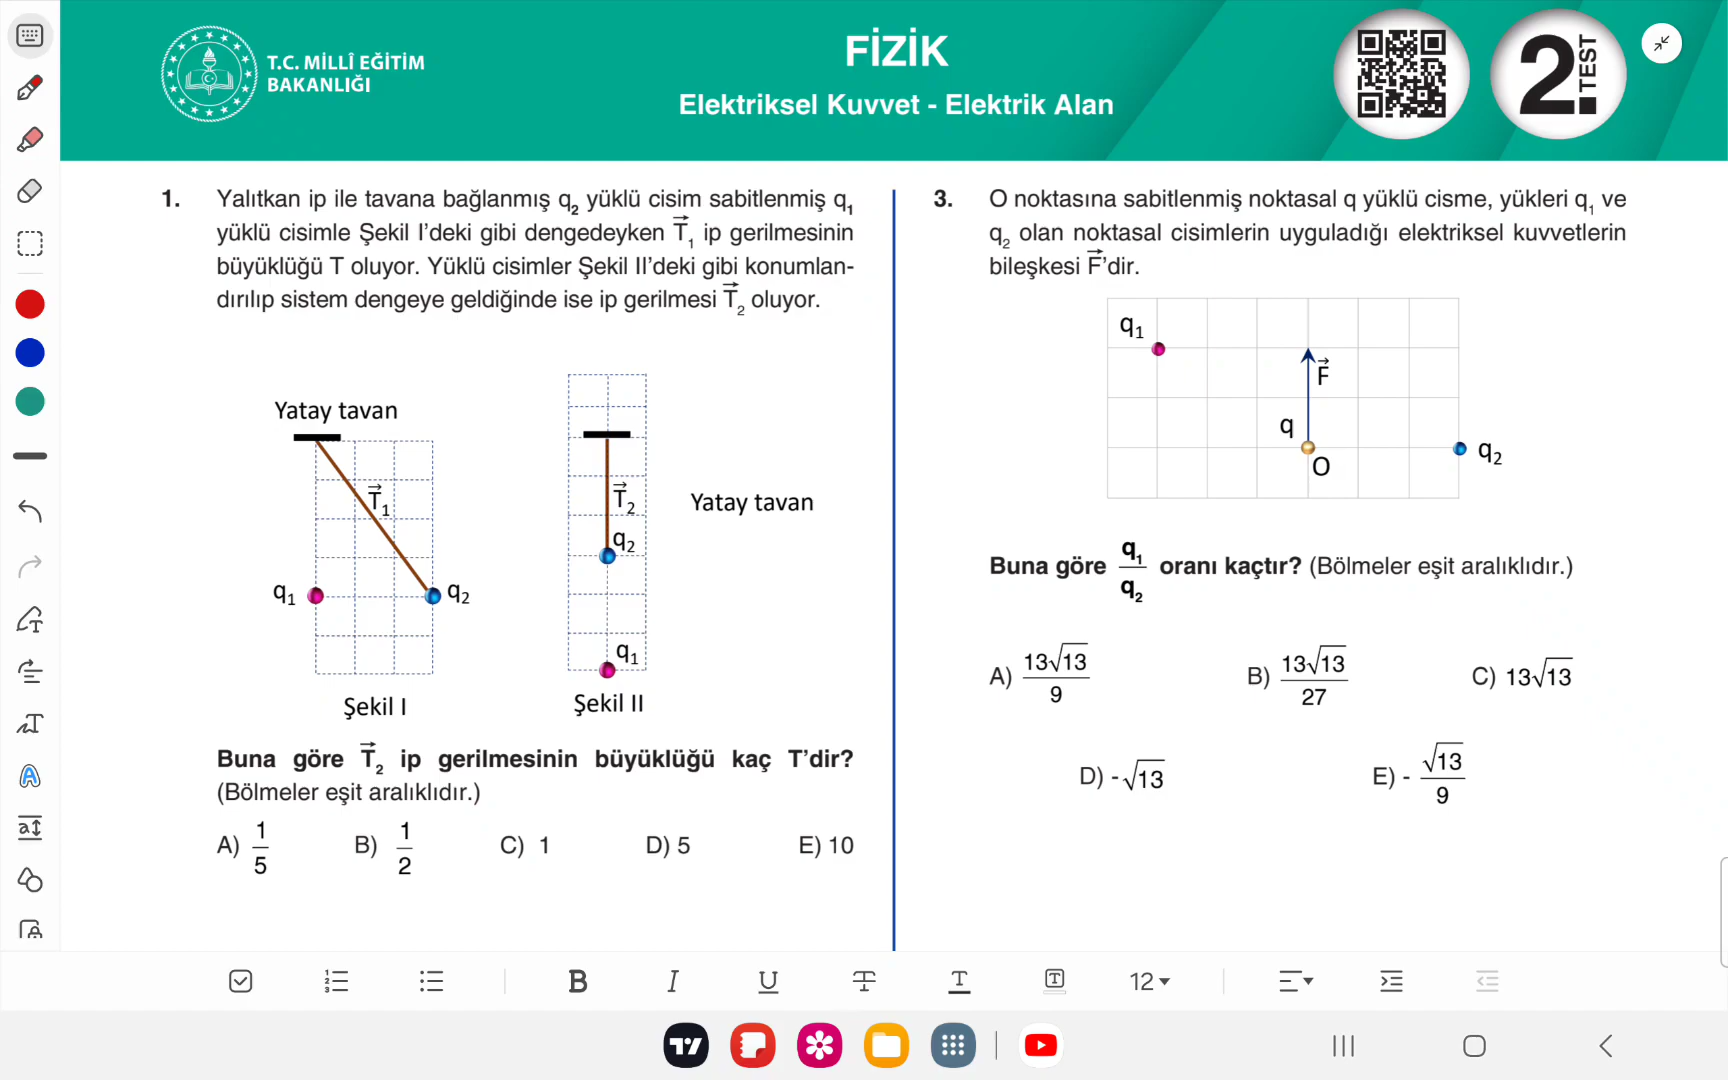 T.C. MİLLÎ EĞİTİM
BAKANLIĞI
FİZİK
Elektriksel Kuvvet - Elektrik Alan
2. TEST
1. Yalıtkan ip ile tavana bağlanmış q₂ yüklü cisim sabitlenmiş q₁
yüklü cisimle Şekil I’deki gibi dengedeyken T⃗₁ ip gerilmesinin
büyüklüğü T oluyor. Yüklü cisimler Şekil II’deki gibi konumlan-
dırılıp sistem dengeye geldiğinde ise ip gerilmesi T⃗₂ oluyor.
Yatay tavan
T⃗₁
q₁
q₂
Şekil I
T⃗₂
q₂
q₁
Yatay tavan
Şekil II
Buna göre T⃗₂ ip gerilmesinin büyüklüğü kaç T’dir?
(Bölmeler eşit aralıklıdır.)
A) 1/5 B) 1/2 C) 1 D) 5 E) 10
3. O noktasına sabitlenmiş noktasal q yüklü cisme, yükleri q₁ ve
q₂ olan noktasal cisimlerin uyguladığı elektriksel kuvvetlerin
bileşkesi F⃗’dir.
q₁
F⃗
q
O
q₂
Buna göre q₁/q₂ oranı kaçtır? (Bölmeler eşit aralıklıdır.)
A) 13√13/9 B) 13√13/27 C) 13√13
D) -√13 E) -√13/9
12